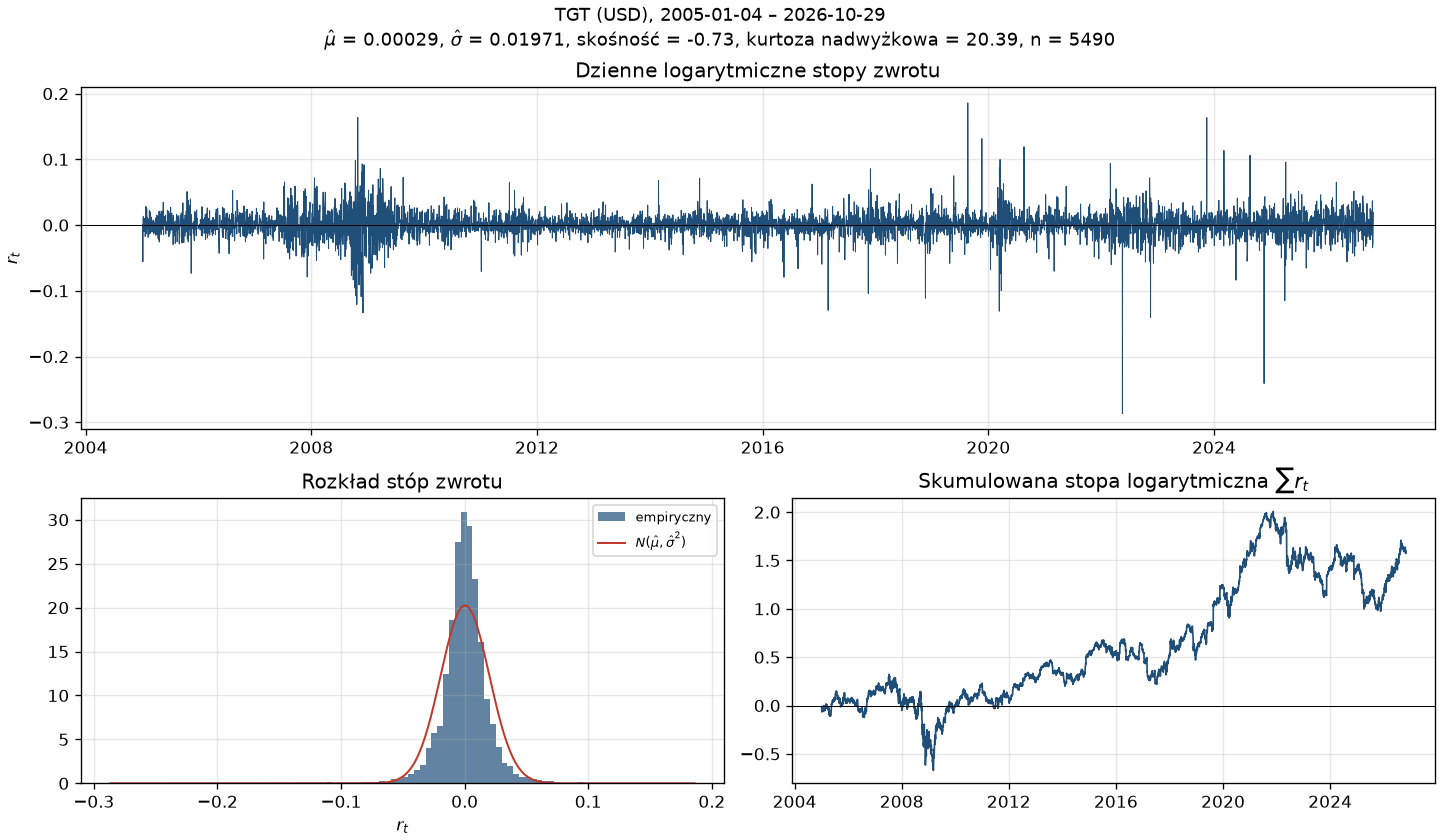 TGT (USD), 2005-01-04 – 2026-10-29
μ̂ = 0.00029, σ̂ = 0.01971, skośność = -0.73, kurtoza nadwyżkowa = 20.39, n = 5490
Dzienne logarytmiczne stopy zwrotu
0.2
0.1
0.0
−0.1
−0.2
−0.3
r_t
2004 2008 2012 2016 2020 2024
Rozkład stóp zwrotu
30
25
20
15
10
5
0
empiryczny
N(μ̂, σ̂²)
−0.3 −0.2 −0.1 0.0 0.1 0.2
r_t
Skumulowana stopa logarytmiczna ∑r_t
2.0
1.5
1.0
0.5
0.0
−0.5
2004 2008 2012 2016 2020 2024